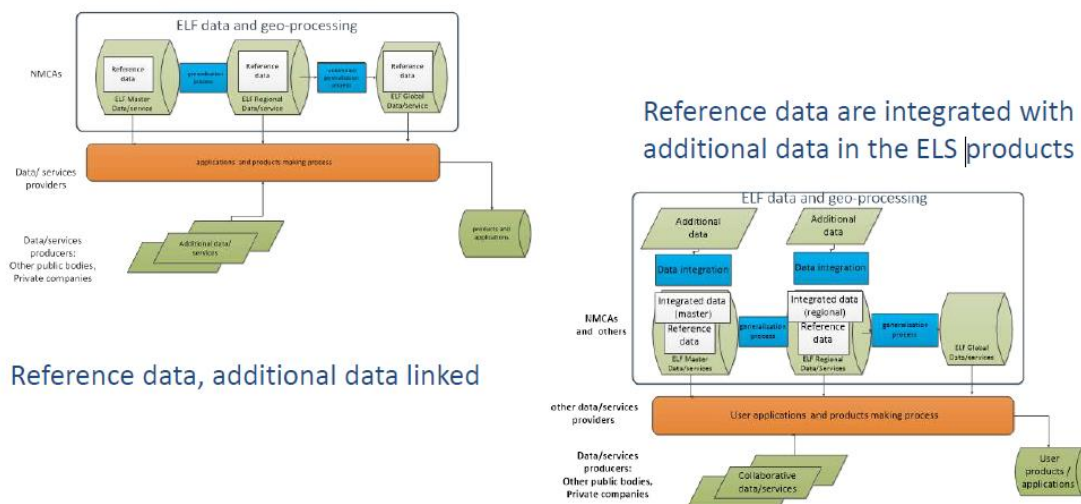 ELF data and geo-processing
NMCAs
Reference
data
ELF Master
Data/service
generalisation
process
Reference
data
ELF Regional
Data/service
generalisation
process
Reference
data
ELF Global
Data/service
Data/ services
providers
applications and products making process
Data/services
producers:
Other public bodies,
Private companies
Additional data/
services
products and
applications
Reference data, additional data linked
Reference data are integrated with
additional data in the ELS products
ELF data and geo-processing
Additional
data
Additional
data
Data integration
Data integration
NMCAs
and others
Integrated data
(master)
Reference
data
ELF Master
Data/services
generalization
process
Integrated data
(regional)
Reference
data
ELF Regional
Data/services
generalization
process
ELF Global
Data/services
other data/services
providers
User applications and products making process
Data/services
producers:
Other public bodies,
Private companies
Collaborative
data/services
User
products /
applications